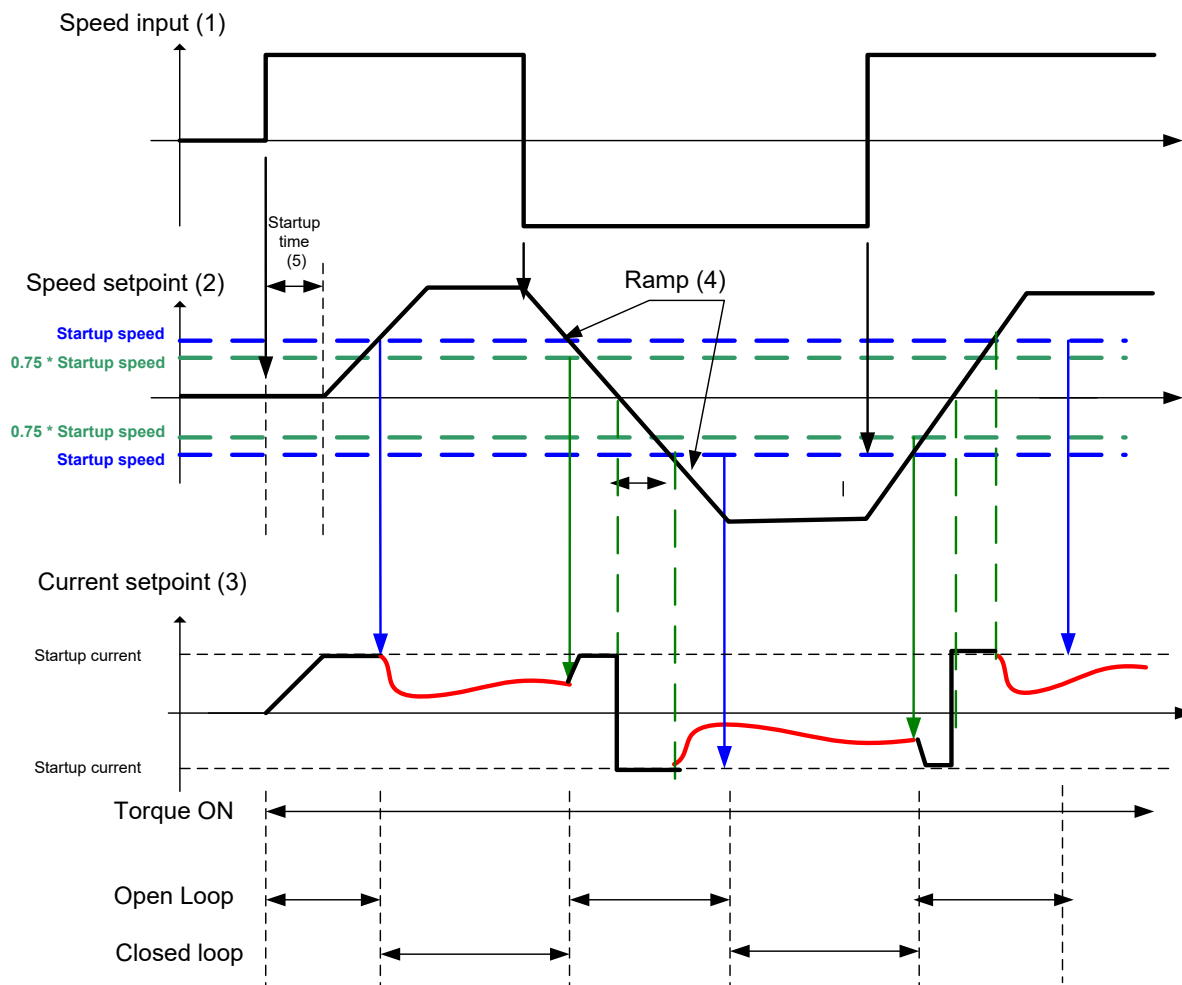 Speed input (1)
Startup
time
(5)
Speed setpoint (2)
Ramp (4)
Startup speed
0.75 * Startup speed
0.75 * Startup speed
Startup speed
Current setpoint (3)
Startup current
Startup current
Torque ON
Open Loop
Closed loop